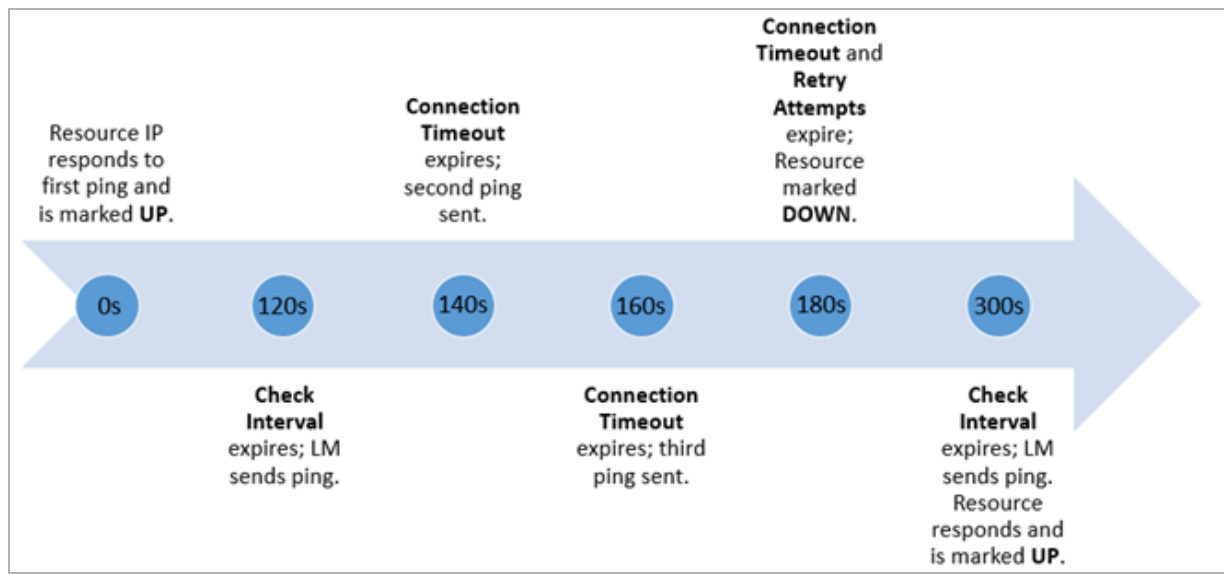 Resource IP
responds to
first ping and
is marked UP.
Connection
Timeout
expires;
second ping
sent.
Connection
Timeout and
Retry
Attempts
expire;
Resource
marked
DOWN.
0s
120s
140s
160s
180s
300s
Check
Interval
expires; LM
sends ping.
Connection
Timeout
expires; third
ping sent.
Check
Interval
expires; LM
sends ping.
Resource
responds and
is marked UP.